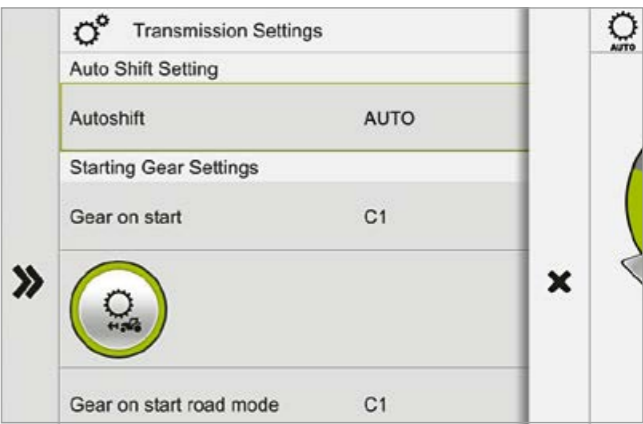 Transmission Settings
Auto Shift Setting
Autoshift AUTO
Starting Gear Settings
Gear on start C1
Gear on start road mode C1
AUTO